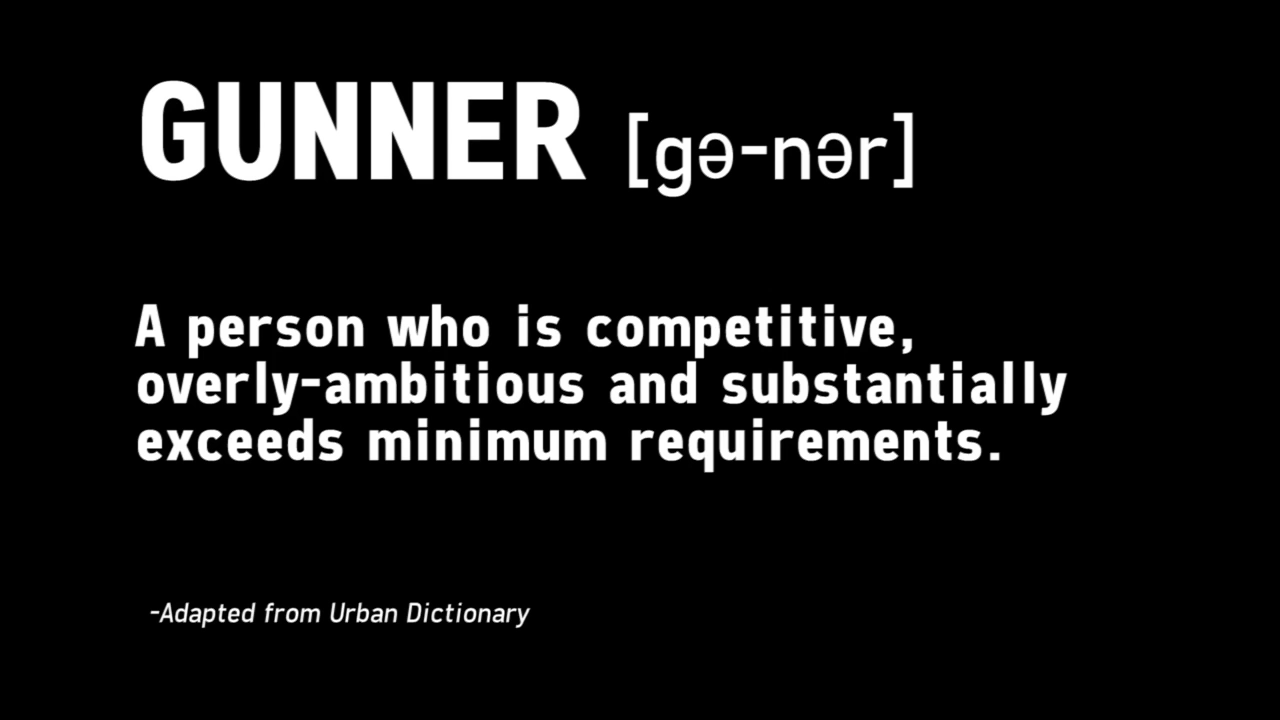 GUNNER [gə-nər]
A person who is competitive,
overly-ambitious and substantially
exceeds minimum requirements.
-Adapted from Urban Dictionary